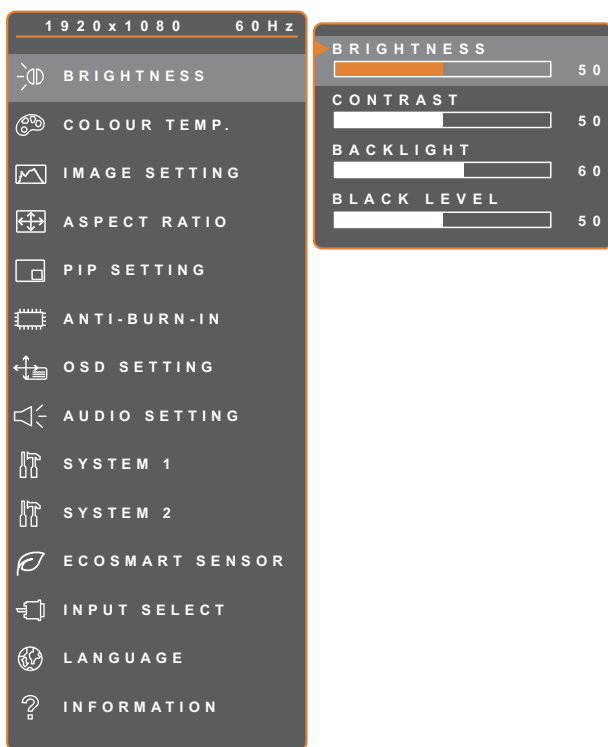 1920x1080 60Hz
BRIGHTNESS
COLOUR TEMP.
IMAGE SETTING
ASPECT RATIO
PIP SETTING
ANTI-BURN-IN
OSD SETTING
AUDIO SETTING
SYSTEM 1
SYSTEM 2
ECOSMART SENSOR
INPUT SELECT
LANGUAGE
INFORMATION
BRIGHTNESS
50
CONTRAST
50
BACKLIGHT
60
BLACK LEVEL
50